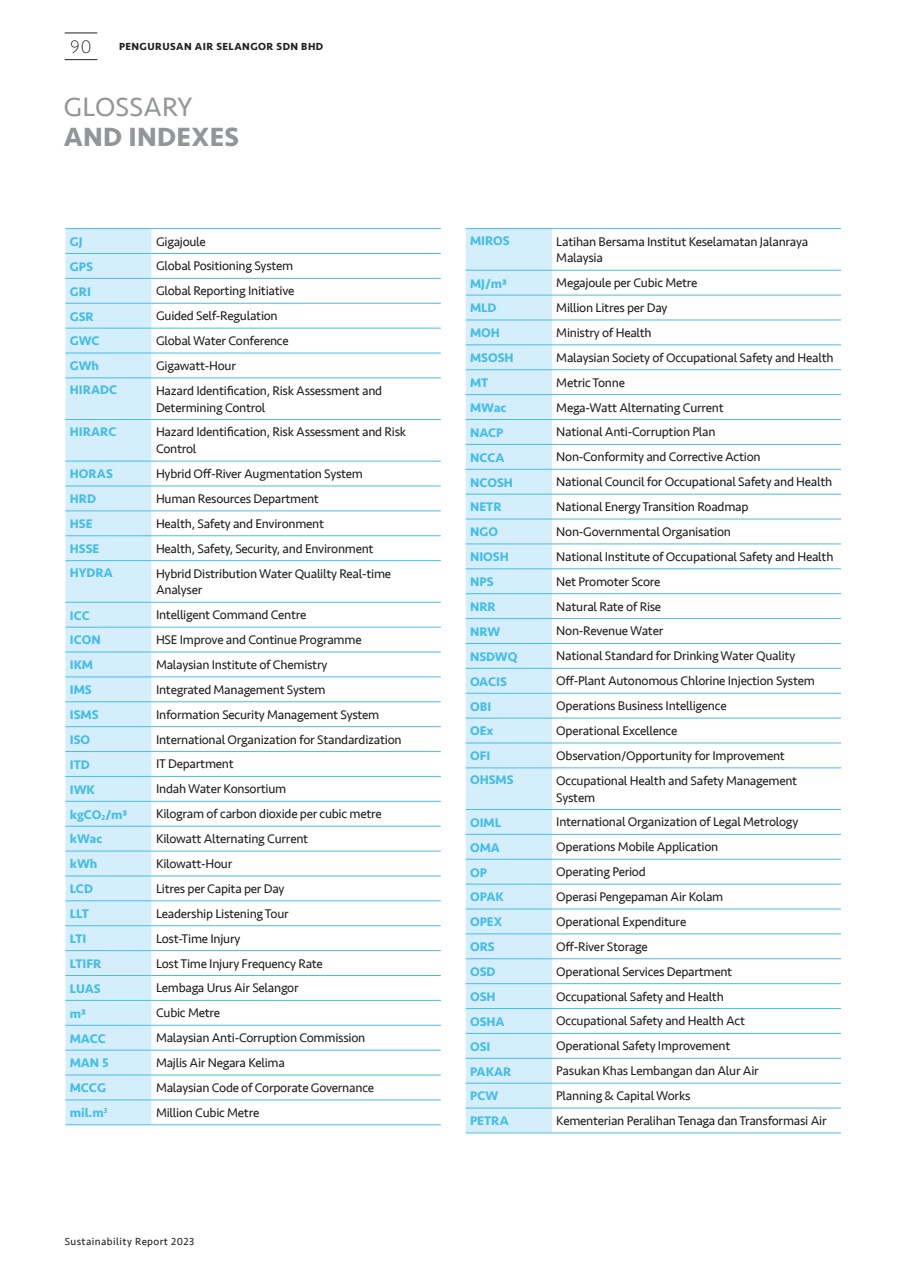 90
PENGURUSAN AIR SELANGOR SDN BHD
GLOSSARY
AND INDEXES
GJ Gigajoule
GPS Global Positioning System
GRI Global Reporting Initiative
GSR Guided Self-Regulation
GWC Global Water Conference
GWh Gigawatt-Hour
HIRADC Hazard Identification, Risk Assessment and
Determining Control
HIRARC Hazard Identification, Risk Assessment and Risk
Control
HORAS Hybrid Off-River Augmentation System
HRD Human Resources Department
HSE Health, Safety and Environment
HSSE Health, Safety, Security, and Environment
HYDRA Hybrid Distribution Water Qualilty Real-time
Analyser
ICC Intelligent Command Centre
ICON HSE Improve and Continue Programme
IKM Malaysian Institute of Chemistry
IMS Integrated Management System
ISMS Information Security Management System
ISO International Organization for Standardization
ITD IT Department
IWK Indah Water Konsortium
kgCO₂/m³ Kilogram of carbon dioxide per cubic metre
kWac Kilowatt Alternating Current
kWh Kilowatt-Hour
LCD Litres per Capita per Day
LLT Leadership Listening Tour
LTI Lost-Time Injury
LTIFR Lost Time Injury Frequency Rate
LUAS Lembaga Urus Air Selangor
m³ Cubic Metre
MACC Malaysian Anti-Corruption Commission
MAN 5 Majlis Air Negara Kelima
MCCG Malaysian Code of Corporate Governance
mil.m³ Million Cubic Metre
MIROS Latihan Bersama Institut Keselamatan Jalanraya
Malaysia
MJ/m³ Megajoule per Cubic Metre
MLD Million Litres per Day
MOH Ministry of Health
MSOSH Malaysian Society of Occupational Safety and Health
MT Metric Tonne
MWac Mega-Watt Alternating Current
NACP National Anti-Corruption Plan
NCCA Non-Conformity and Corrective Action
NCOSH National Council for Occupational Safety and Health
NETR National Energy Transition Roadmap
NGO Non-Governmental Organisation
NIOSH National Institute of Occupational Safety and Health
NPS Net Promoter Score
NRR Natural Rate of Rise
NRW Non-Revenue Water
NSDWQ National Standard for Drinking Water Quality
OACIS Off-Plant Autonomous Chlorine Injection System
OBI Operations Business Intelligence
OEx Operational Excellence
OFI Observation/Opportunity for Improvement
OHSMS Occupational Health and Safety Management
System
OIML International Organization of Legal Metrology
OMA Operations Mobile Application
OP Operating Period
OPAK Operasi Pengepaman Air Kolam
OPEX Operational Expenditure
ORS Off-River Storage
OSD Operational Services Department
OSH Occupational Safety and Health
OSHA Occupational Safety and Health Act
OSI Operational Safety Improvement
PAKAR Pasukan Khas Lembangan dan Alur Air
PCW Planning & Capital Works
PETRA Kementerian Peralihan Tenaga dan Transformasi Air
Sustainability Report 2023